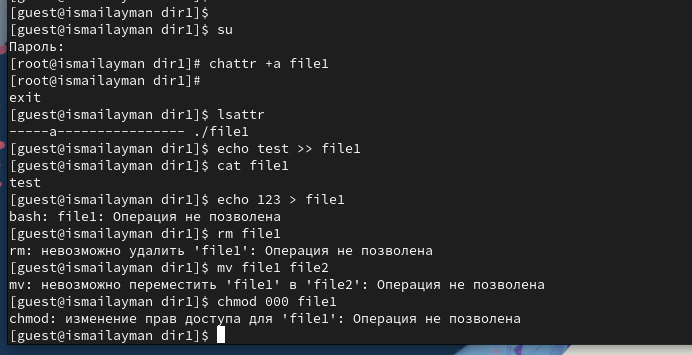 [guest@ismailayman dir1]$
[guest@ismailayman dir1]$
[guest@ismailayman dir1]$ su
Пароль:
[root@ismailayman dir1]# chattr +a file1
[root@ismailayman dir1]#
exit
[guest@ismailayman dir1]$ lsattr
-----a---------------- ./file1
[guest@ismailayman dir1]$ echo test >> file1
[guest@ismailayman dir1]$ cat file1
test
[guest@ismailayman dir1]$ echo 123 > file1
bash: file1: Операция не позволена
[guest@ismailayman dir1]$ rm file1
rm: невозможно удалить 'file1': Операция не позволена
[guest@ismailayman dir1]$ mv file1 file2
mv: невозможно переместить 'file1' в 'file2': Операция не позволена
[guest@ismailayman dir1]$ chmod 000 file1
chmod: изменение прав доступа для 'file1': Операция не позволена
[guest@ismailayman dir1]$